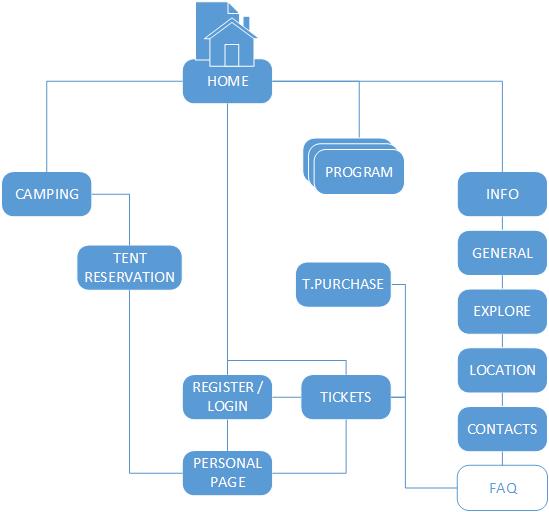 HOME
CAMPING
PROGRAM
INFO
TENT
RESERVATION
GENERAL
T.PURCHASE
EXPLORE
LOCATION
REGISTER /
LOGIN
TICKETS
CONTACTS
PERSONAL
PAGE
FAQ